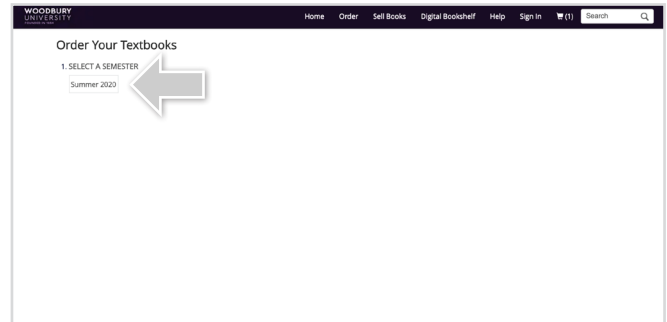 WOODBURY
UNIVERSITY
Home Order Sell Books Digital Bookshelf Help Sign In (1) Search
Order Your Textbooks
1. SELECT A SEMESTER
Summer 2020